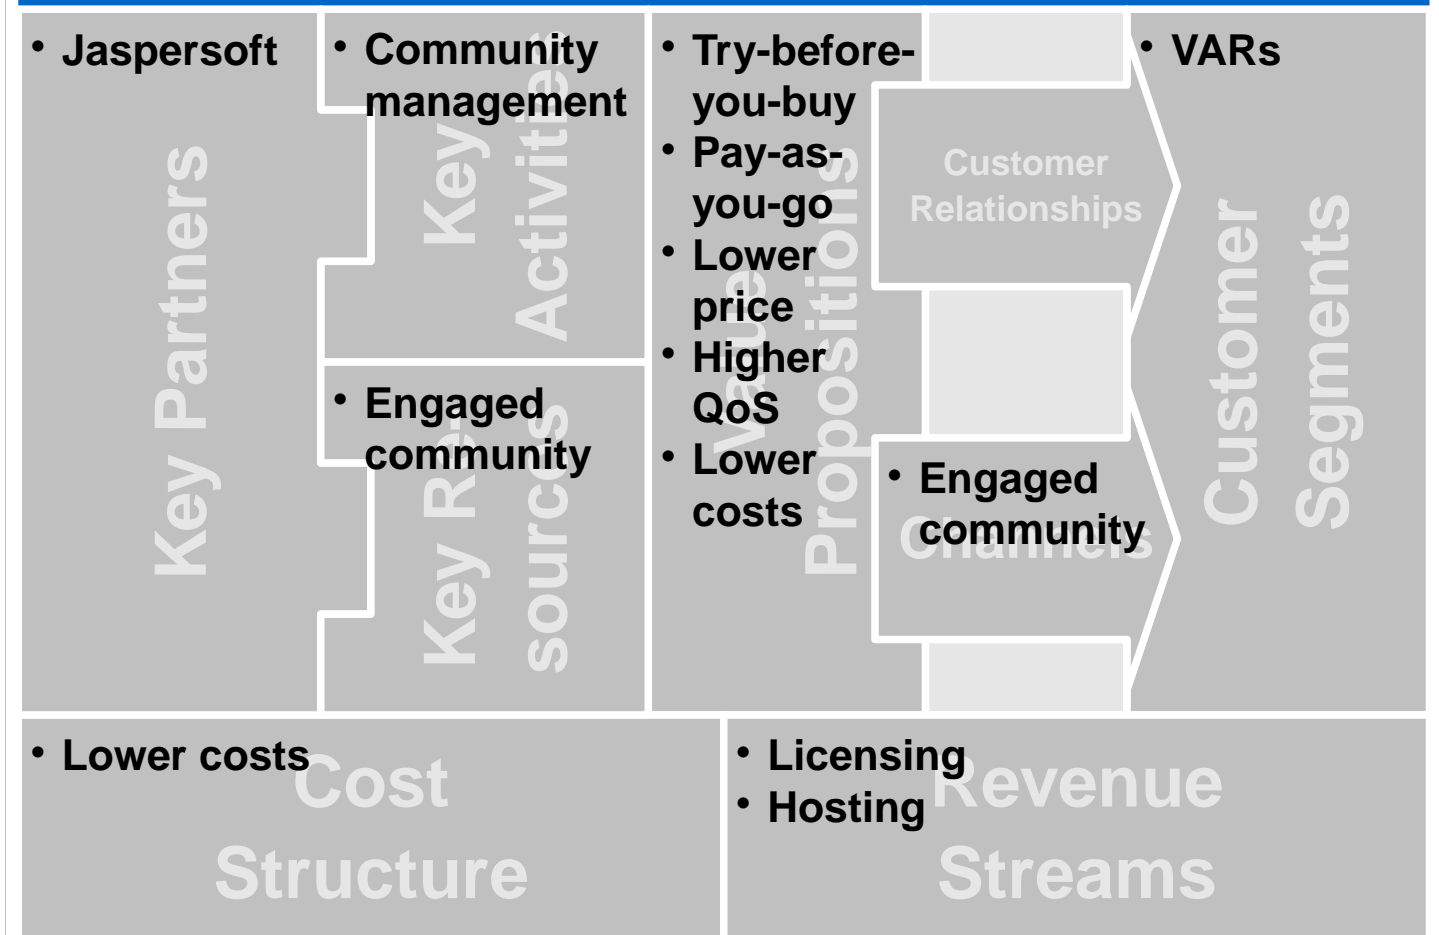 • Jaspersoft
Key Partners
• Community
management
Key
Activities
• Engaged
community
Key Re-
sources
• Try-before-
you-buy
• Pay-as-
you-go
• Lower
price
• Higher
QoS
• Lower
costs
Value
Propositions
Customer
Relationships
• Engaged
community
Channels
• VARs
Customer
Segments
• Lower costs
Cost
Structure
• Licensing
• Hosting
Revenue
Streams